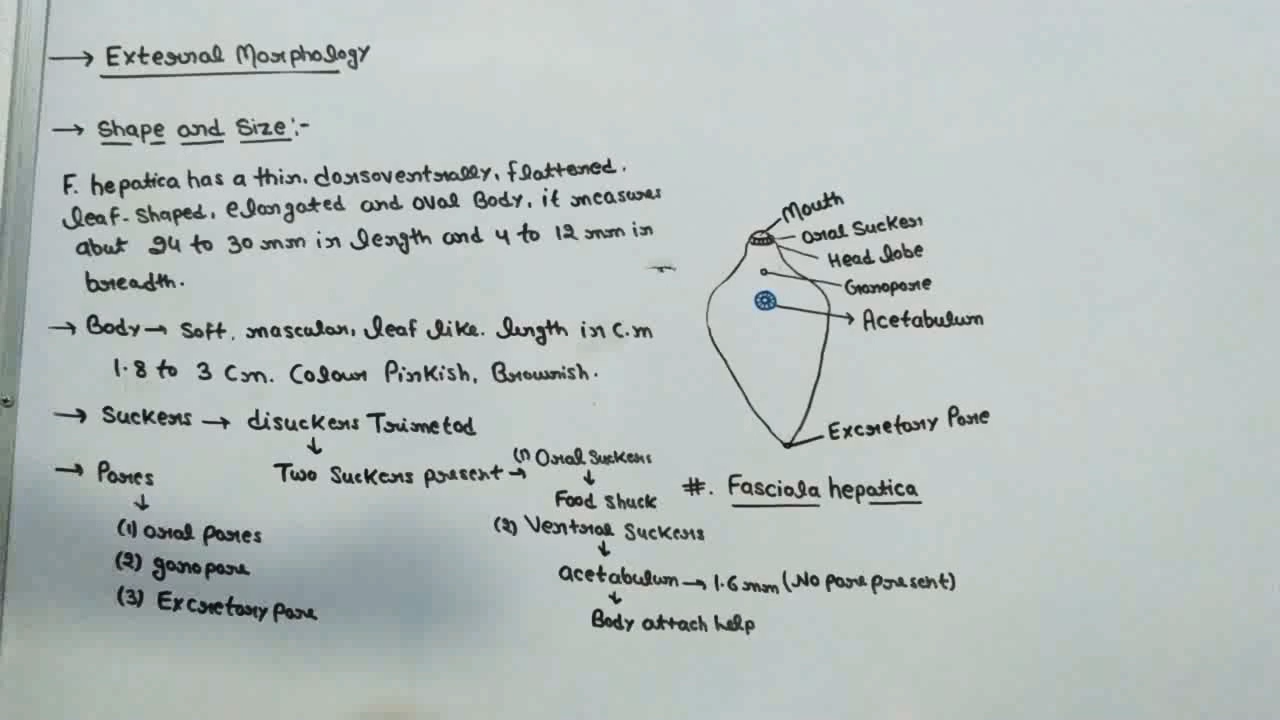 → External Morphology
→ Shape and Size:-
F. hepatica has a thin, dorsoventrally, flattened.
leaf-shaped, elongated and oval Body, it measures
abut 24 to 30 mm in length and 4 to 12 mm in
breadth.
→ Body → Soft, mascular, leaf like. length in c.m
1.8 to 3 cm. Colour Pinkish, Brownish.
→ Suckers → disuckers Trimetod
↓
Two Suckers present →
(1) Oral Suckers
↓
Food Shuck
(2) Ventral Suckers
↓
Acetabulum → 1.6 mm (No pore present)
↓
Body attach help
→ Pores
↓
(1) Oral pores
(2) gonopore
(3) Excretory pore
Mouth
Oral Sucker
Head lobe
Gonopore
Acetabulum
Excretory Pore
#. Fasciola hepatica